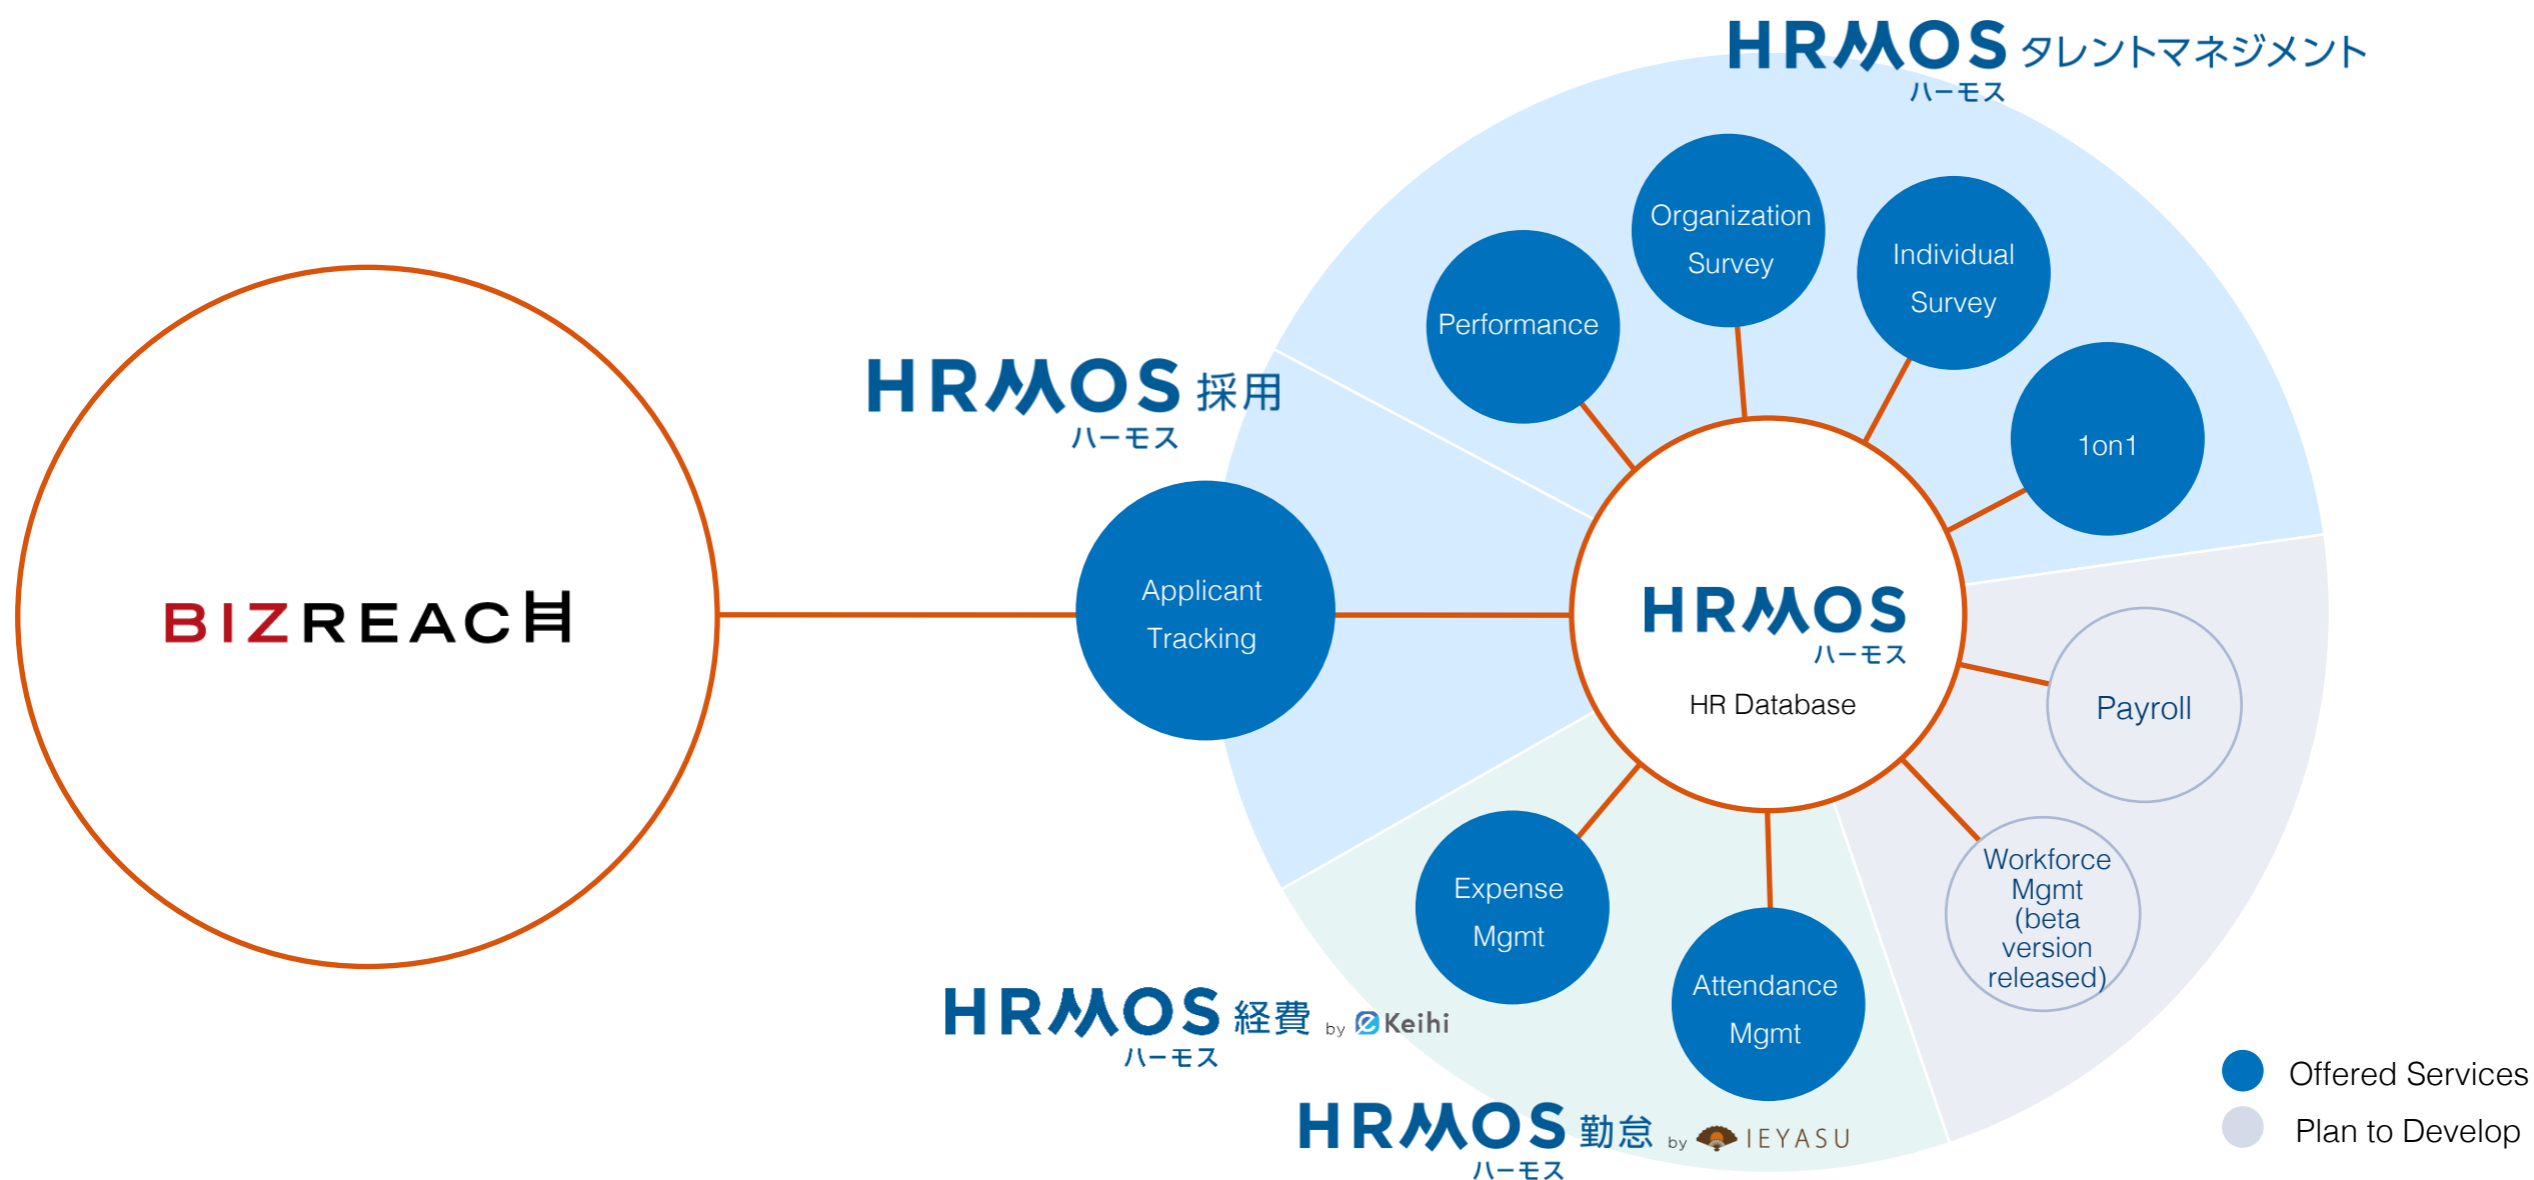 HRMOS タレントマネジメント
ハーモス
Organization
Survey
Individual
Survey
Performance
1on1
HRMOS 採用
ハーモス
Applicant
Tracking
BIZREACH
HRMOS
ハーモス
HR Database
Payroll
Workforce
Mgmt
(beta
version
released)
Expense
Mgmt
Attendance
Mgmt
HRMOS 経費 by Keihi
ハーモス
HRMOS 勤怠 by IEYASU
ハーモス
Offered Services
Plan to Develop